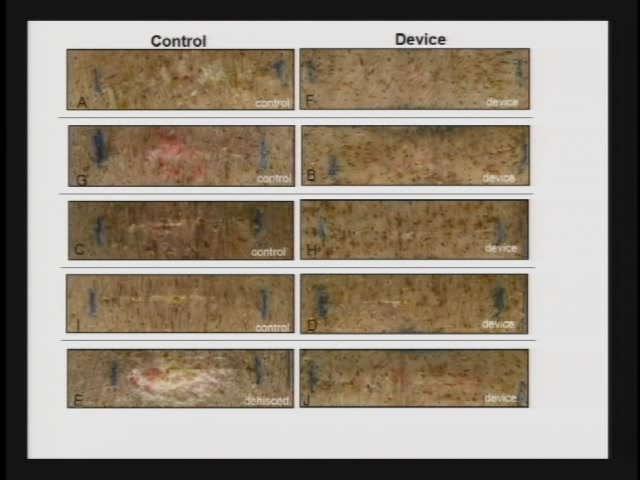 Control Device
A control F device
G control B device
C control H device
I control D device
E dehisced J device